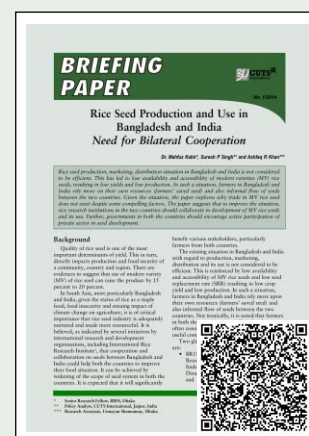 BRIEFING
PAPER
30 CUTS
No. 1/2014
Rice Seed Production and Use in
Bangladesh and India
Need for Bilateral Cooperation
Dr. Mahfuz Kabir*, Suresh P Singh** and Ashfaq R Khan***
Rice seed production, marketing, distribution situation in Bangladesh and India is not considered
to be efficient. This has led to low availability and accessibility of modern varieties (MV) rice
seeds, resulting in low yields and low production. In such a situation, farmers in Bangladesh and
India rely more on their own resources (farmers' saved seed) and also informal flow of seeds
between the two countries. Given the situation, the paper explores why trade in MV rice seed
does not exist despite some compelling factors. The paper suggests that to improve the situation,
rice research institutions in the two countries should collaborate in development of MV rice seeds
and its use. Further, governments in both the countries should encourage active participation of
private sector in seed development.
Background
Quality of rice seed is one of the most
important determinants of yield. This in turn,
directly impacts production and food security of
a community, country and region. There are
evidences to suggest that use of modern variety
(MV) of rice seed can raise the produce by 15
percent to 20 percent.
In South Asia, more particularly Bangladesh
and India, given the status of rice as a staple
food, food insecurity and ensuing impact of
climate change on agriculture, it is of critical
importance that rice seed industry is adequately
nurtured and made more resourceful. It is
believed, as indicated by several initiatives by
international research and development
organisations, including International Rice
Research Institute¹, that cooperation and
collaboration on seeds between Bangladesh and
India could help both the countries to improve
their food situation. It can be achieved by
widening of the scope of seed system in both the
countries. It is expected that it will significantly
benefit various stakeholders, particularly
farmers from both countries.
The existing situation in Bangladesh and India
with regard to production, marketing,
distribution and its use is not considered to be
efficient. This is reinforced by low availability
and accessibility of MV rice seeds and low seed
replacement rate (SRR) resulting in low crop
yield and low production. In such a situation,
farmers in Bangladesh and India rely more upon
their own resources (farmers' saved seed) and
also informal flow of seeds between the two
countries. Not ironically, it is noted that farmers
in both the
often cons
useful con
Two gl
are:
• BR1
Rese
Indi
Dina
and
* Senior Research Fellow, BIISS, Dhaka
** Policy Analyst, CUTS International, Jaipur, India
*** Research Associate, Unnayan Shamannay, Dhaka